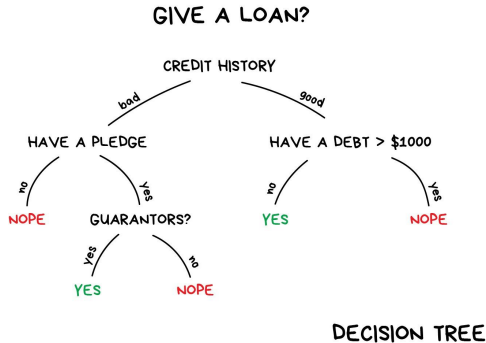 GIVE A LOAN?
CREDIT HISTORY
bad
good
HAVE A PLEDGE
HAVE A DEBT > $1000
no
yes
no
yes
NOPE
GUARANTORS?
YES
NOPE
yes
no
YES
NOPE
DECISION TREE